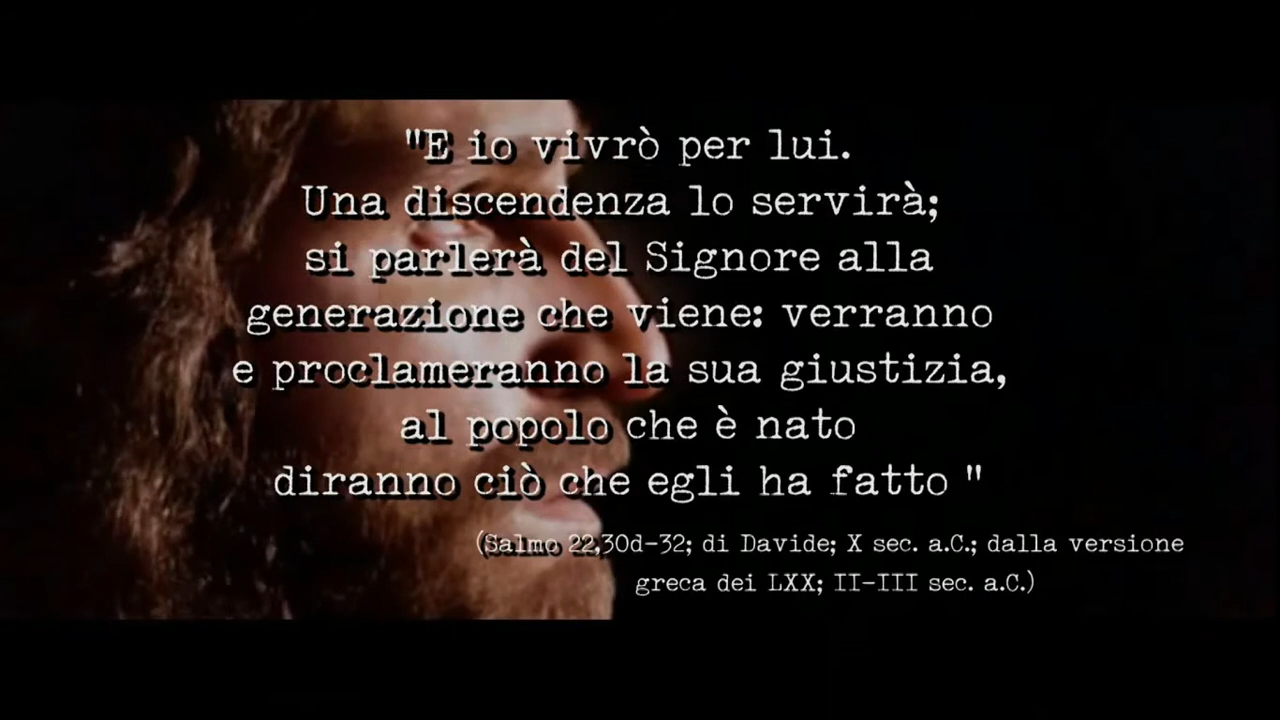 "E io vivrò per lui.
Una discendenza lo servirà;
si parlerà del Signore alla
generazione che viene: verranno
e proclameranno la sua giustizia,
al popolo che è nato
diranno ciò che egli ha fatto "
(Salmo 22,30d-32; di Davide; X sec. a.C.; dalla versione
greca dei LXX; II-III sec. a.C.)